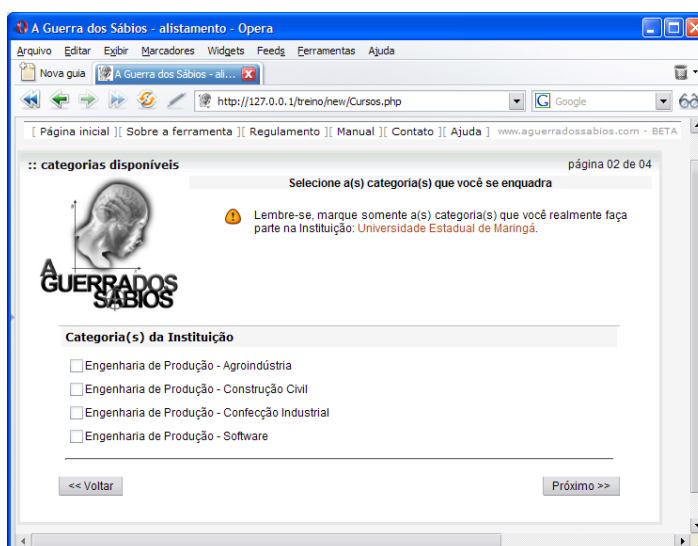 A Guerra dos Sábios - alistamento - Opera
Arquivo Editar Exibir Marcadores Widgets Feeds Ferramentas Ajuda
Nova guia A Guerra dos Sábios - ali...
http://127.0.0.1/treino/new/Cursos.php G Google
[ Página inicial ][ Sobre a ferramenta ][ Regulamento ][ Manual ][ Contato ][ Ajuda ] www.aguerradossabios.com - BETA
:: categorias disponíveis página 02 de 04
Selecione a(s) categoria(s) que você se enquadra
Lembre-se, marque somente a(s) categoria(s) que você realmente faça
parte na Instituição: Universidade Estadual de Maringá.
A
GUERRA DOS
SÁBIOS
Categoria(s) da Instituição
Engenharia de Produção - Agroindústria
Engenharia de Produção - Construção Civil
Engenharia de Produção - Confecção Industrial
Engenharia de Produção - Software
<< Voltar Próximo >>